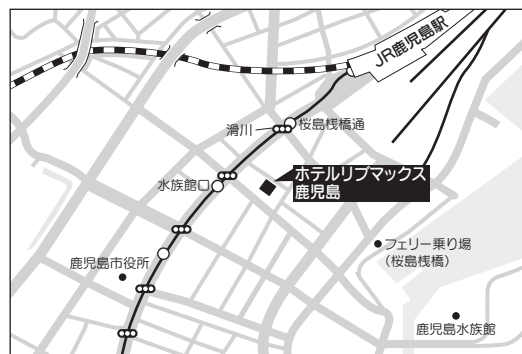 JR鹿児島駅
桜島桟橋通
滑川
水族館口
ホテルリブマックス
鹿児島
フェリー乗り場
(桜島桟橋)
鹿児島市役所
鹿児島水族館